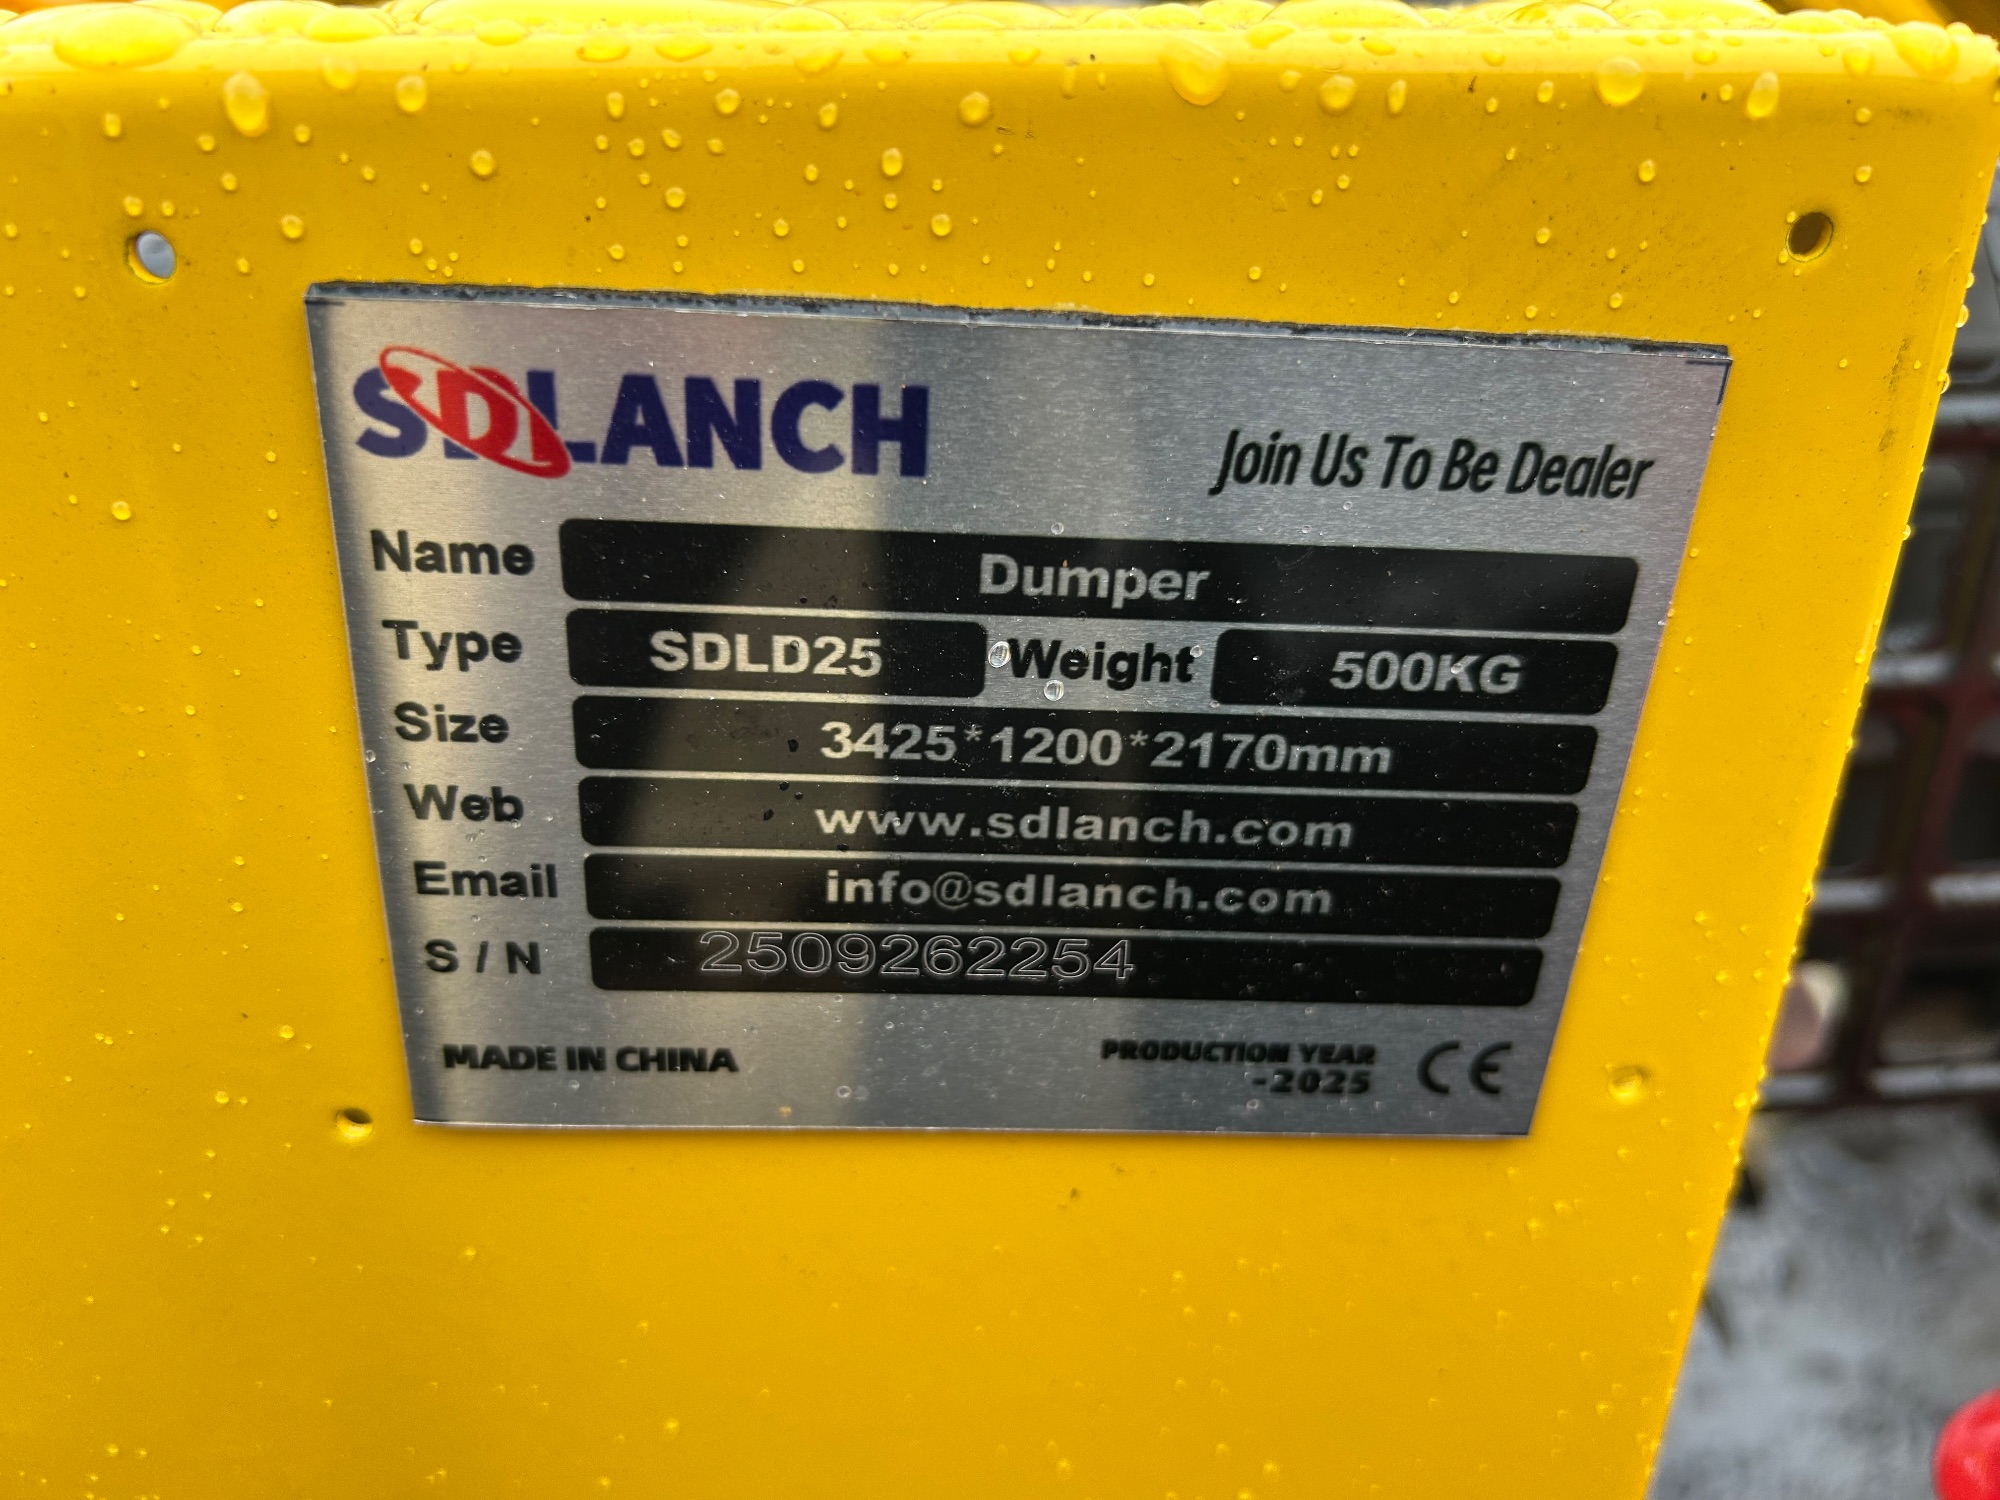 SDLANCH
Join Us To Be Dealer
Name Dumper
Type SDLD25 Weight 500KG
Size 3425*1200*2170mm
Web www.sdlanch.com
Email info@sdlanch.com
S / N 2509262254
MADE IN CHINA
PRODUCTION YEAR
-2025
CE